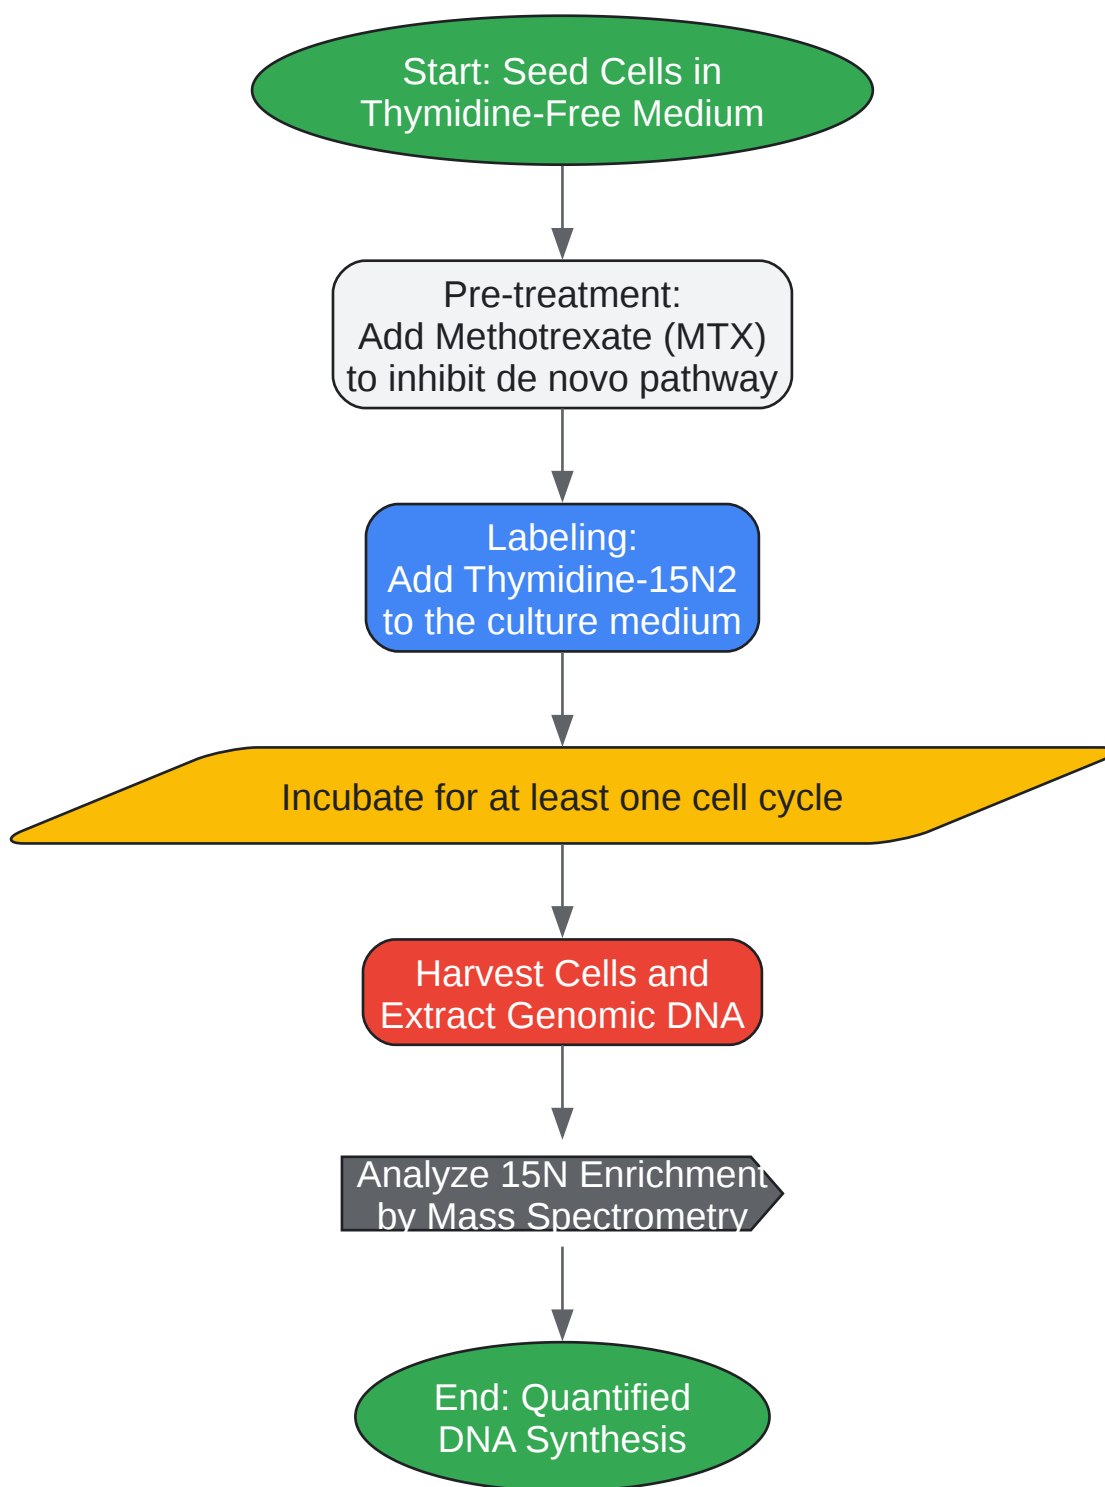 Start: Seed Cells in
Thymidine-Free Medium
Pre-treatment:
Add Methotrexate (MTX)
to inhibit de novo pathway
Labeling:
Add Thymidine-15N2
to the culture medium
Incubate for at least one cell cycle
Harvest Cells and
Extract Genomic DNA
Analyze 15N Enrichment
by Mass Spectrometry
End: Quantified
DNA Synthesis